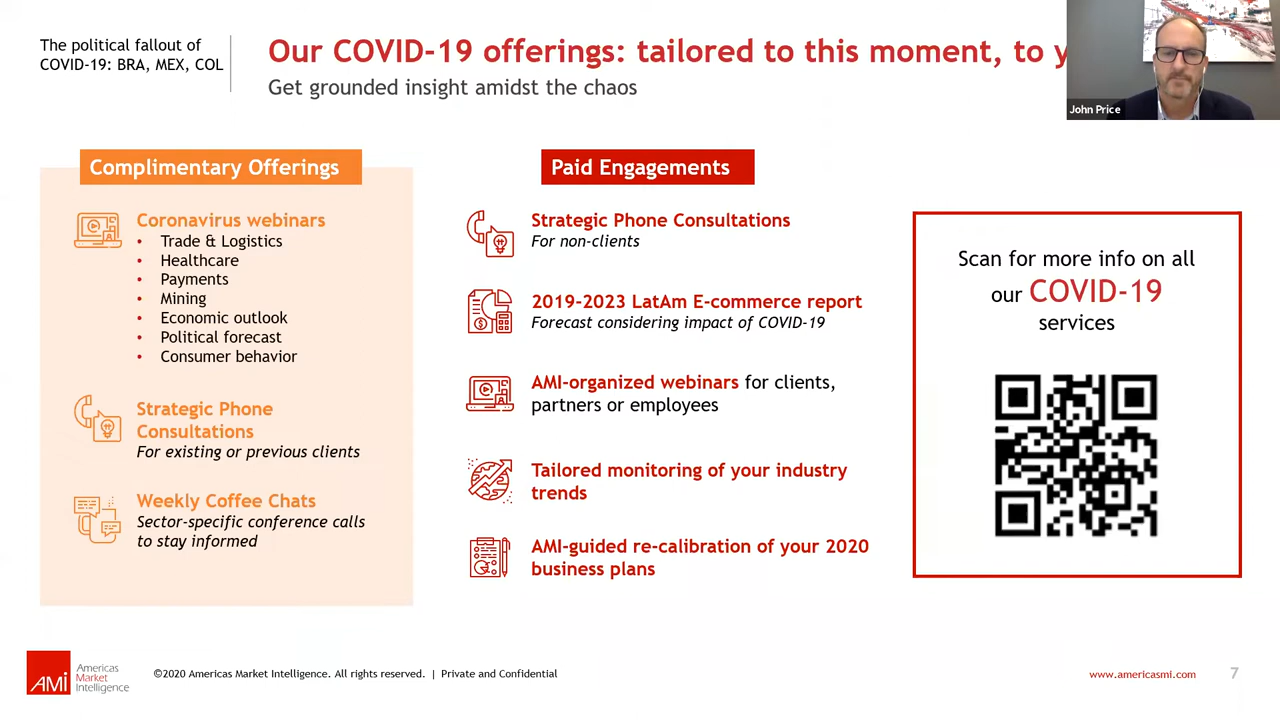 The political fallout of
COVID-19: BRA, MEX, COL
Our COVID-19 offerings: tailored to this moment, to y
Get grounded insight amidst the chaos
John Price
Complimentary Offerings
Coronavirus webinars
• Trade & Logistics
• Healthcare
• Payments
• Mining
• Economic outlook
• Political forecast
• Consumer behavior
Strategic Phone
Consultations
For existing or previous clients
Weekly Coffee Chats
Sector-specific conference calls
to stay informed
Paid Engagements
Strategic Phone Consultations
For non-clients
2019-2023 LatAm E-commerce report
Forecast considering impact of COVID-19
AMI-organized webinars for clients,
partners or employees
Tailored monitoring of your industry
trends
AMI-guided re-calibration of your 2020
business plans
Scan for more info on all
our COVID-19
services
AMI
Americas
Market
Intelligence
©2020 Americas Market Intelligence. All rights reserved. | Private and Confidential
www.americasmi.com
7